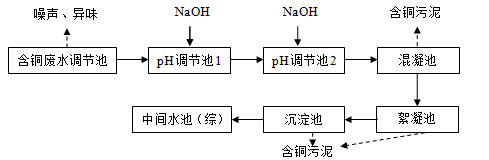 噪声、异味
NaOH
NaOH
含铜污泥
含铜废水调节池
pH调节池1
pH调节池2
混凝池
中间水池（综）
沉淀池
絮凝池
含铜污泥